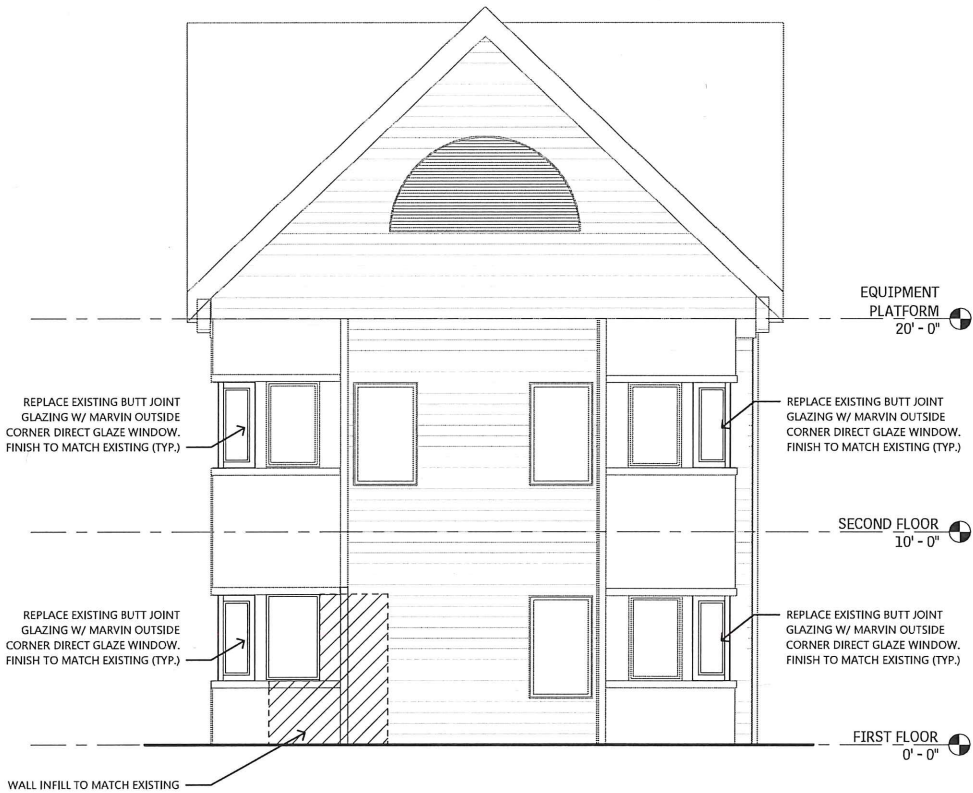 EQUIPMENT
PLATFORM
20' - 0"
REPLACE EXISTING BUTT JOINT
GLAZING W/ MARVIN OUTSIDE
CORNER DIRECT GLAZE WINDOW.
FINISH TO MATCH EXISTING (TYP.)
REPLACE EXISTING BUTT JOINT
GLAZING W/ MARVIN OUTSIDE
CORNER DIRECT GLAZE WINDOW.
FINISH TO MATCH EXISTING (TYP.)
SECOND FLOOR
10' - 0"
REPLACE EXISTING BUTT JOINT
GLAZING W/ MARVIN OUTSIDE
CORNER DIRECT GLAZE WINDOW.
FINISH TO MATCH EXISTING (TYP.)
REPLACE EXISTING BUTT JOINT
GLAZING W/ MARVIN OUTSIDE
CORNER DIRECT GLAZE WINDOW.
FINISH TO MATCH EXISTING (TYP.)
FIRST FLOOR
0' - 0"
WALL INFILL TO MATCH EXISTING